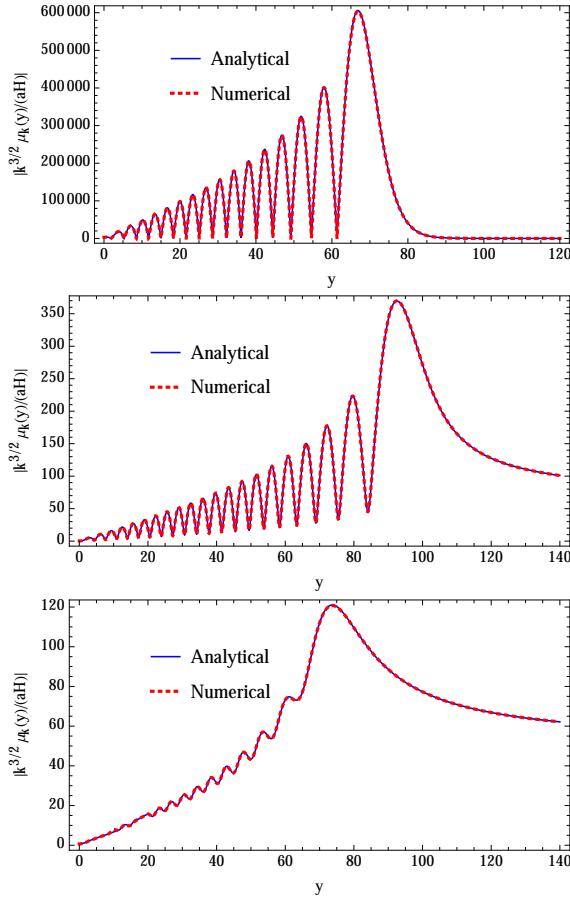 600 000
500 000
400 000
300 000
200 000
100 000
0
|k^{3/2} μ_k(y)/(aH)|
Analytical
Numerical
0 20 40 60 80 100 120
y
350
300
250
200
150
100
50
0
|k^{3/2} μ_k(y)/(aH)|
Analytical
Numerical
0 20 40 60 80 100 120 140
y
120
100
80
60
40
20
0
|k^{3/2} μ_k(y)/(aH)|
Analytical
Numerical
0 20 40 60 80 100 120 140
y